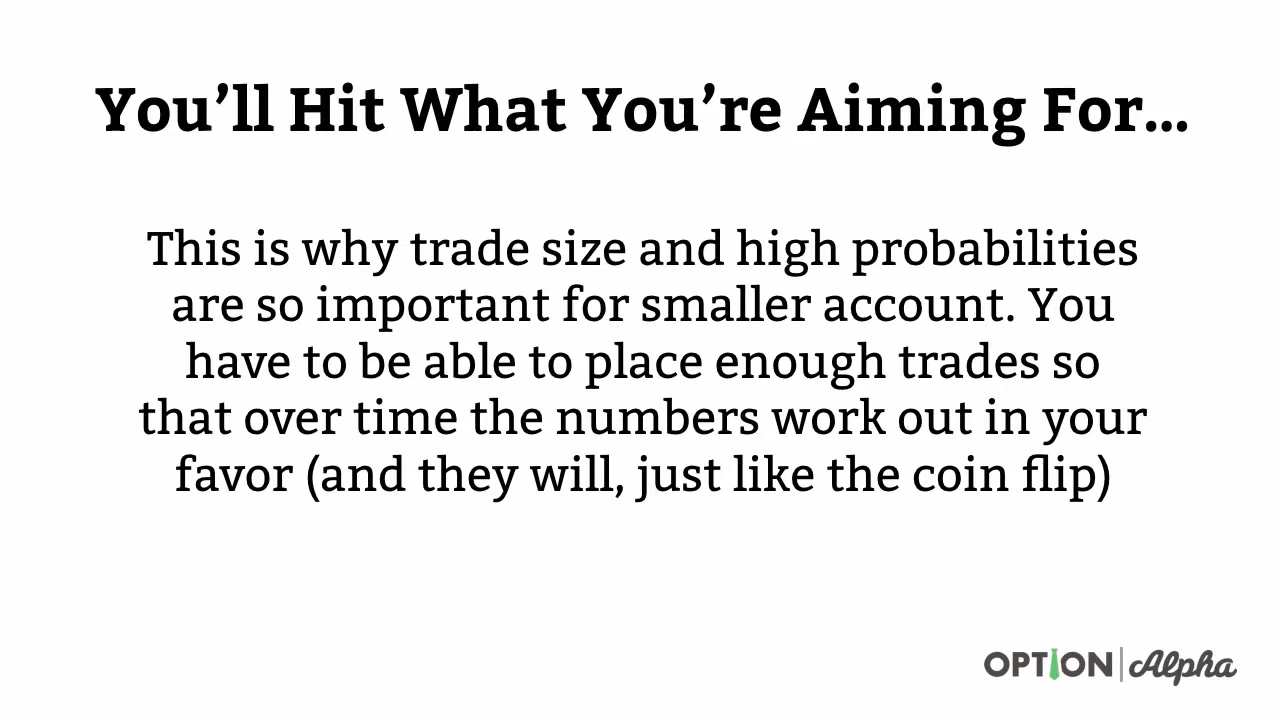 You’ll Hit What You’re Aiming For...
This is why trade size and high probabilities
are so important for smaller account. You
have to be able to place enough trades so
that over time the numbers work out in your
favor (and they will, just like the coin flip)
OPTION | Alpha